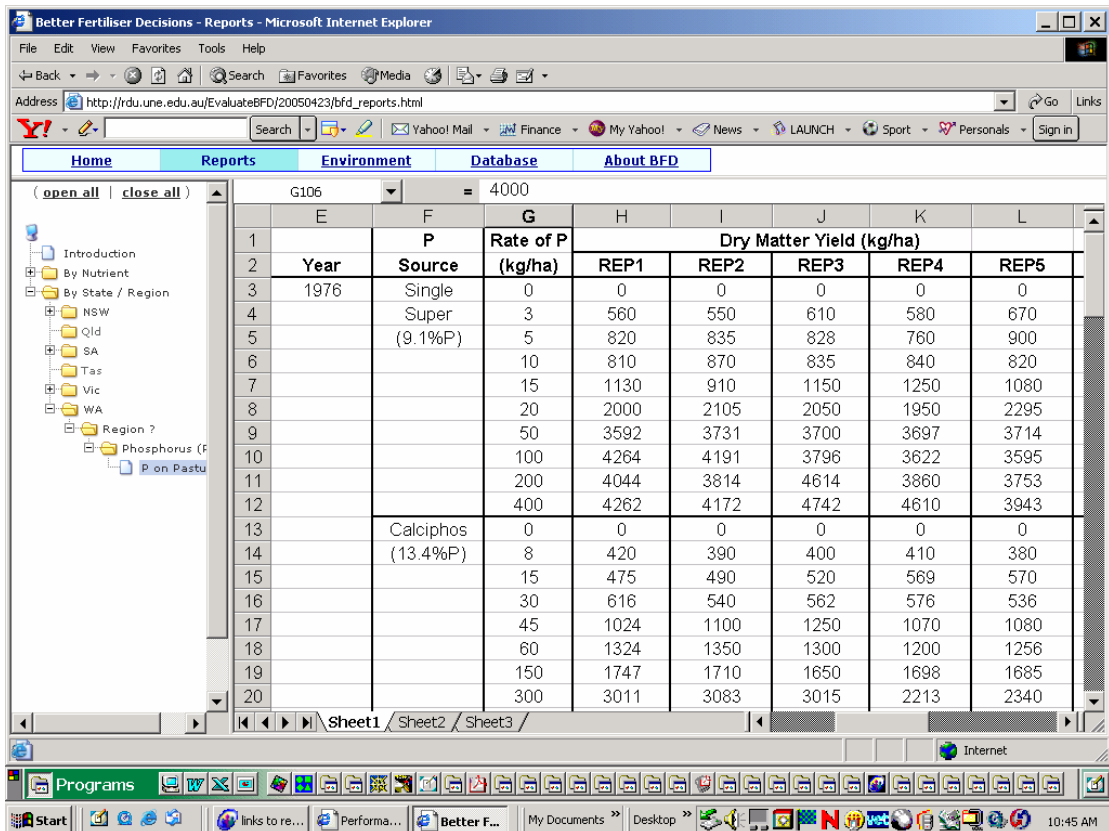 Better Fertiliser Decisions - Reports - Microsoft Internet Explorer
File Edit View Favorites Tools Help
Back Search Favorites Media
Address http://rdu.une.edu.au/EvaluateBFD/20050423/bfd_reports.html Go Links
Y! Search Yahoo! Mail Finance My Yahoo! News LAUNCH Sport Personals Sign in
Home Reports Environment Database About BFD
( open all | close all )
Introduction
By Nutrient
By State / Region
NSW
Qld
SA
Tas
Vic
WA
Region ?
Phosphorus (P
P on Pastu
G106 = 4000
E F G H I J K L
1 P Rate of P Dry Matter Yield (kg/ha)
2 Year Source (kg/ha) REP1 REP2 REP3 REP4 REP5
3 1976 Single 0 0 0 0 0 0
4 Super 3 560 550 610 580 670
5 (9.1%P) 5 820 835 828 760 900
6 10 810 870 835 840 820
7 15 1130 910 1150 1250 1080
8 20 2000 2105 2050 1950 2295
9 50 3592 3731 3700 3697 3714
10 100 4264 4191 3796 3622 3595
11 200 4044 3814 4614 3860 3753
12 400 4262 4172 4742 4610 3943
13 Calciphos 0 0 0 0 0 0
14 (13.4%P) 8 420 390 400 410 380
15 15 475 490 520 569 570
16 30 616 540 562 576 536
17 45 1024 1100 1250 1070 1080
18 60 1324 1350 1300 1200 1256
19 150 1747 1710 1650 1698 1685
20 300 3011 3083 3015 2213 2340
Sheet1 Sheet2 Sheet3
Internet
Programs
Start links to re... Performa... Better F... My Documents » Desktop » 10:45 AM